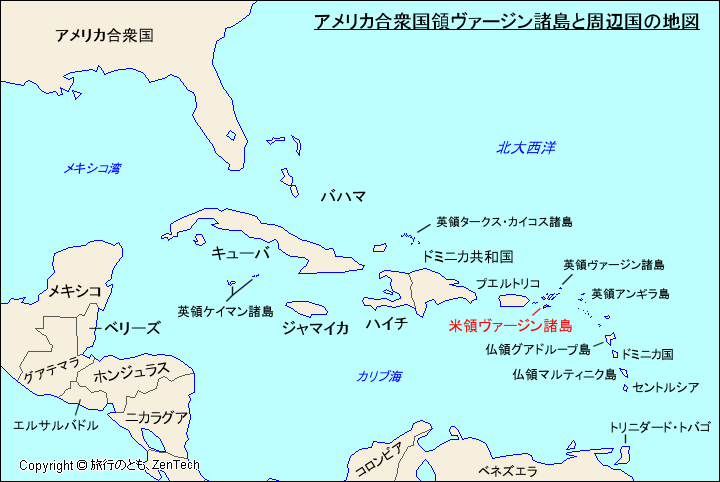 アメリカ合衆国領ヴァージン諸島と周辺国の地図
アメリカ合衆国
北大西洋
メキシコ湾
バハマ
英領タークス・カイコス諸島
キューバ
ドミニカ共和国
英領ヴァージン諸島
プエルトリコ
メキシコ
英領アンギラ島
英領ケイマン諸島
ジャマイカ
ハイチ
米領ヴァージン諸島
ベリーズ
仏領グアドループ島
ドミニカ国
グアテマラ
ホンジュラス
カリブ海
仏領マルティニク島
セントルシア
ニカラグア
エルサルバドル
トリニダード・トバゴ
コロンビア
ベネズエラ
Copyright © 旅行のとも、ZenTech